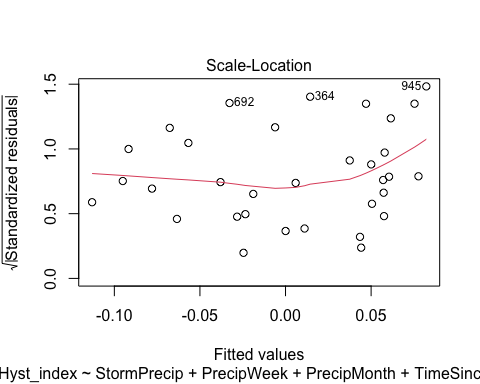 Scale-Location
√|Standardized residuals|
1.5
1.0
0.5
0.0
692
364
945
-0.10 -0.05 0.00 0.05
Fitted values
Hyst_index ~ StormPrecip + PrecipWeek + PrecipMonth + TimeSinc